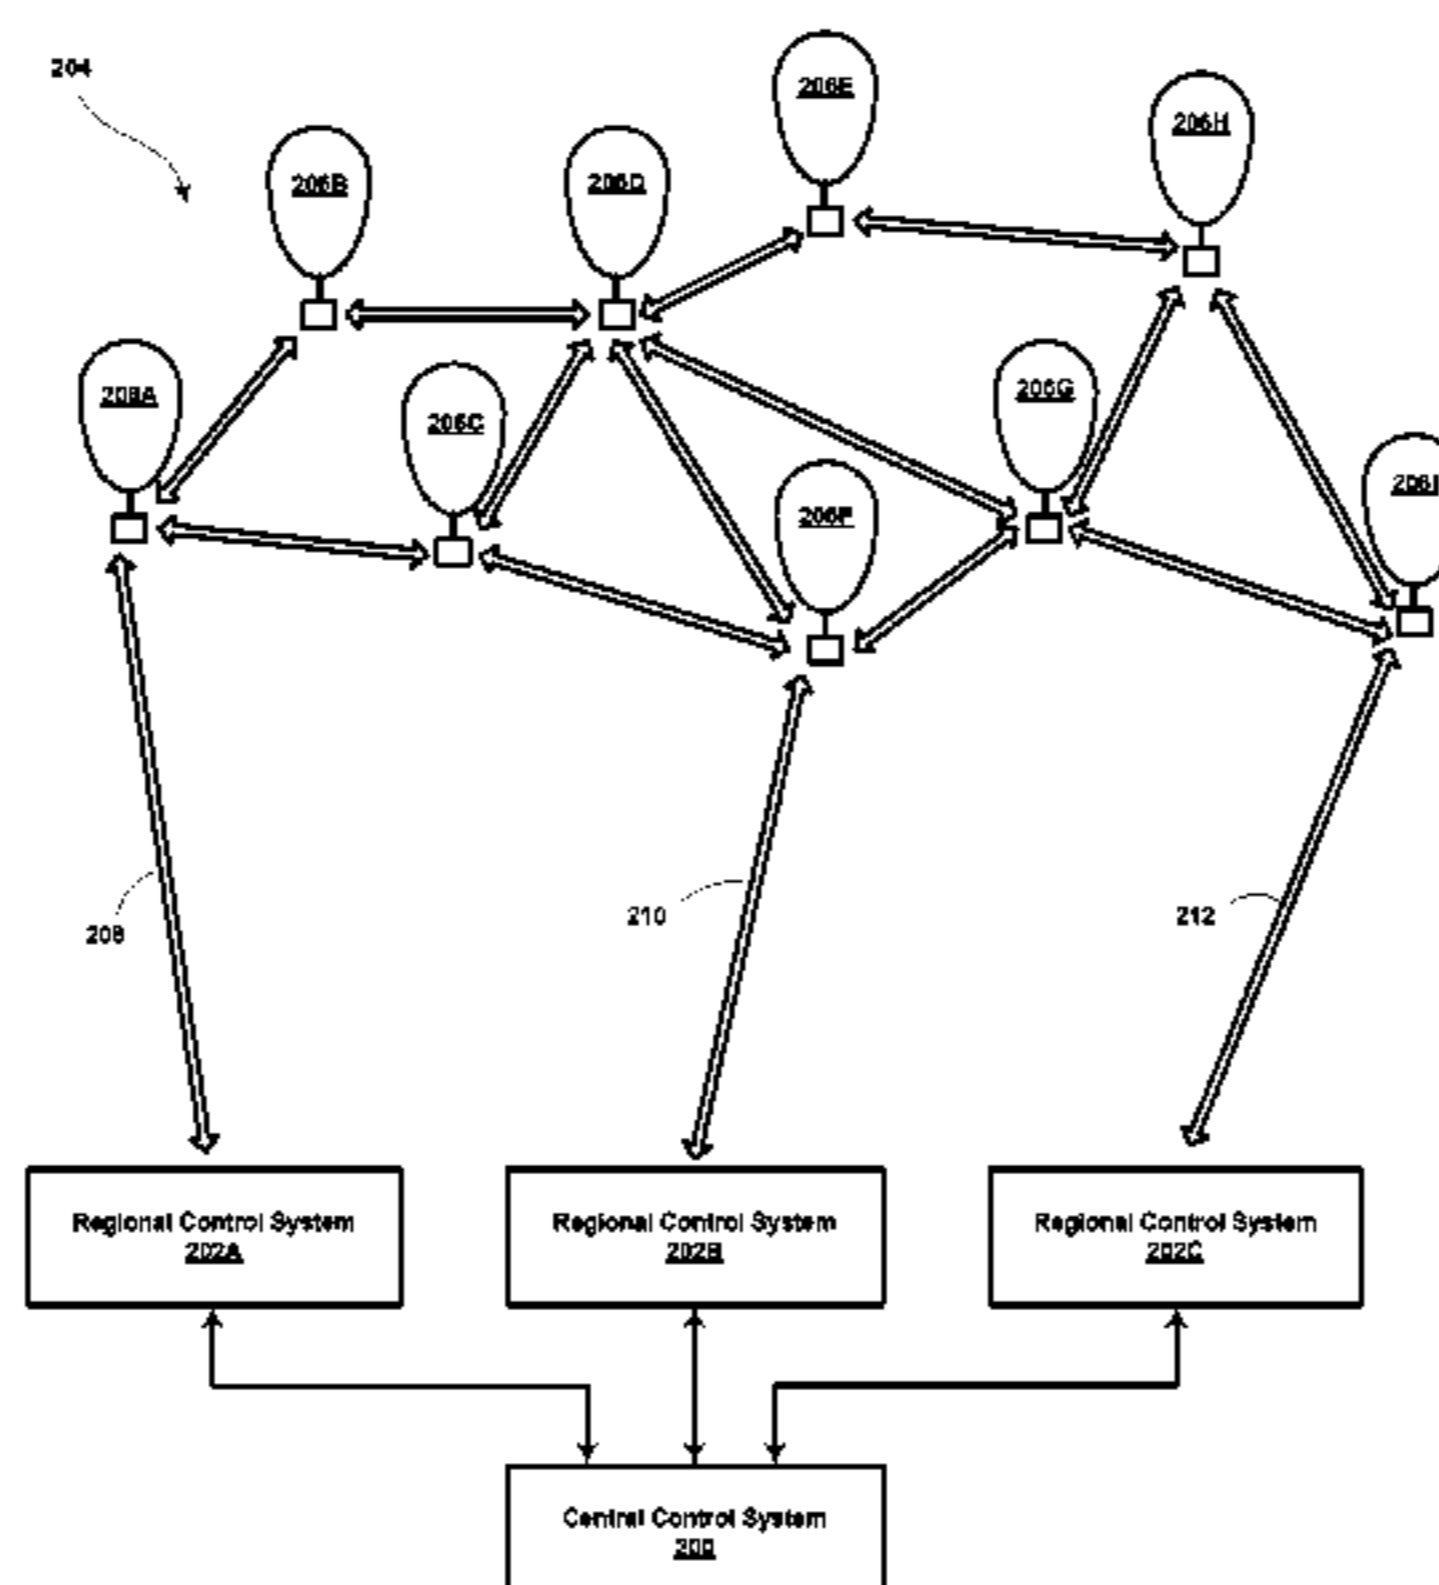 204
206E
206H
206B
206D
206A
206C
206G
206F
206I
208
210
212
Regional Control System
202A
Regional Control System
202B
Regional Control System
202C
Central Control System
200